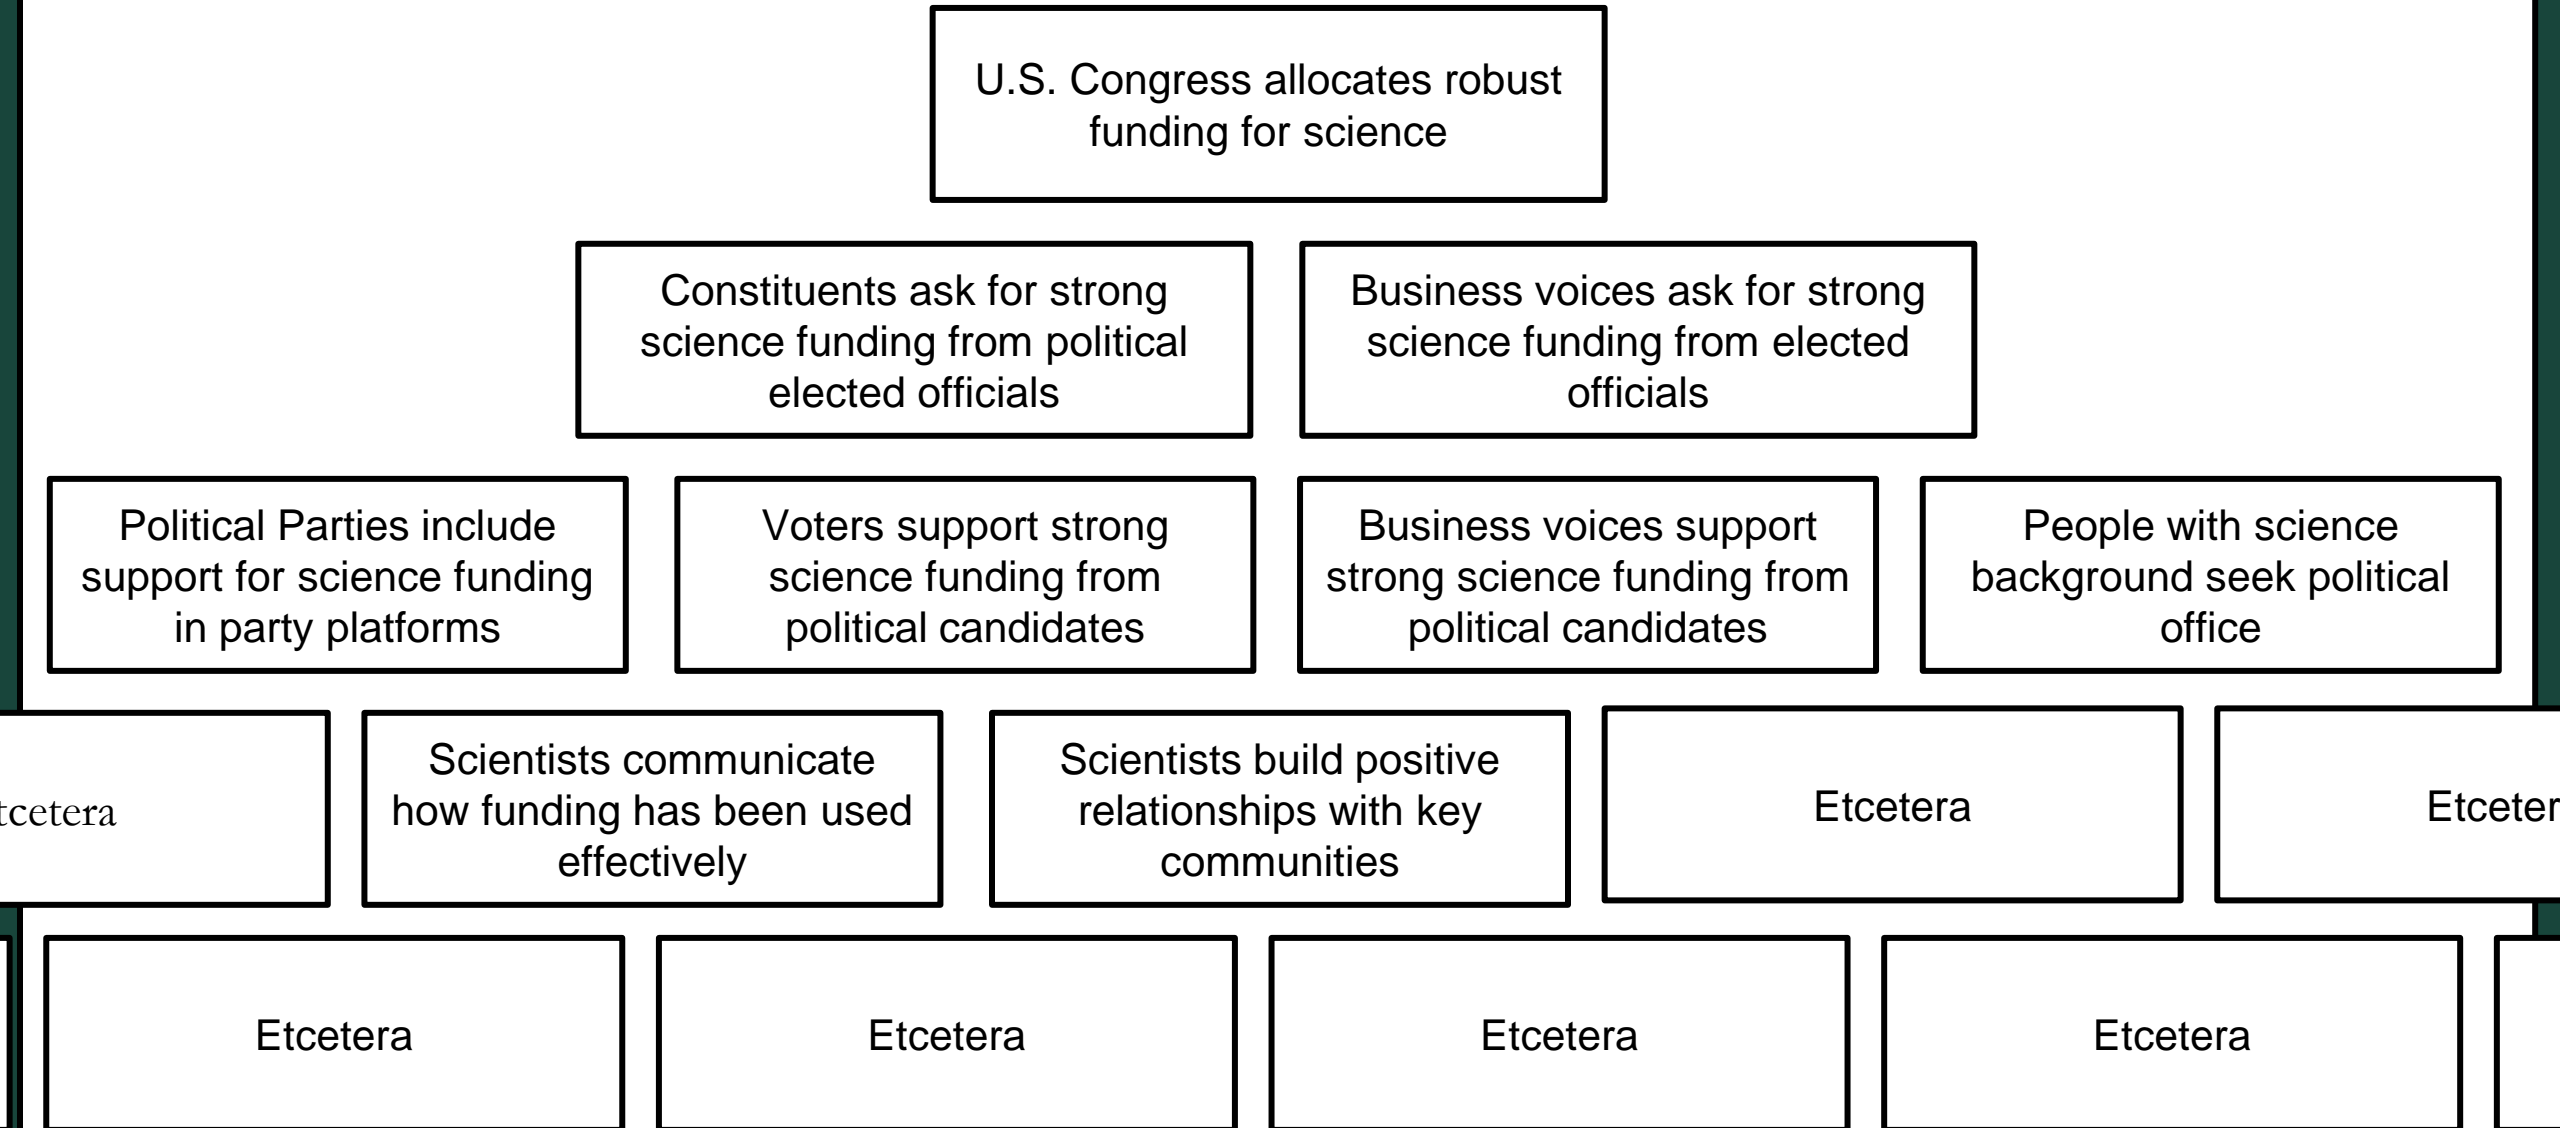 U.S. Congress allocates robust
funding for science
Constituents ask for strong
science funding from political
elected officials
Business voices ask for strong
science funding from elected
officials
Political Parties include
support for science funding
in party platforms
Voters support strong
science funding from
political candidates
Business voices support
strong science funding from
political candidates
People with science
background seek political
office
tcetera
Scientists communicate
how funding has been used
effectively
Scientists build positive
relationships with key
communities
Etcetera
Etceter
Etcetera
Etcetera
Etcetera
Etcetera